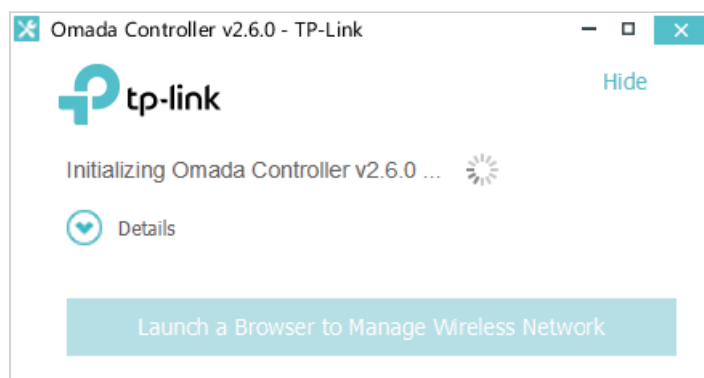 Omada Controller v2.6.0 - TP-Link
tp-link
Hide
Initializing Omada Controller v2.6.0 ...
Details
Launch a Browser to Manage Wireless Network